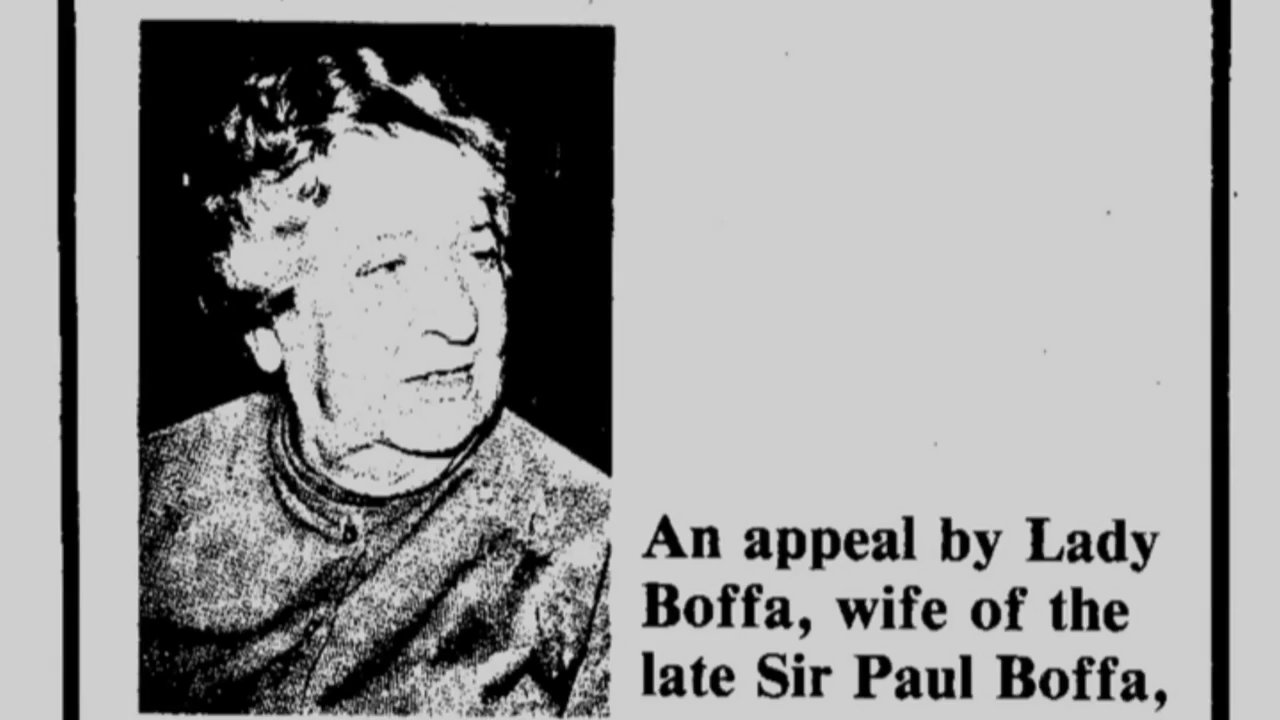 An appeal by Lady
Boffa, wife of the
late Sir Paul Boffa,